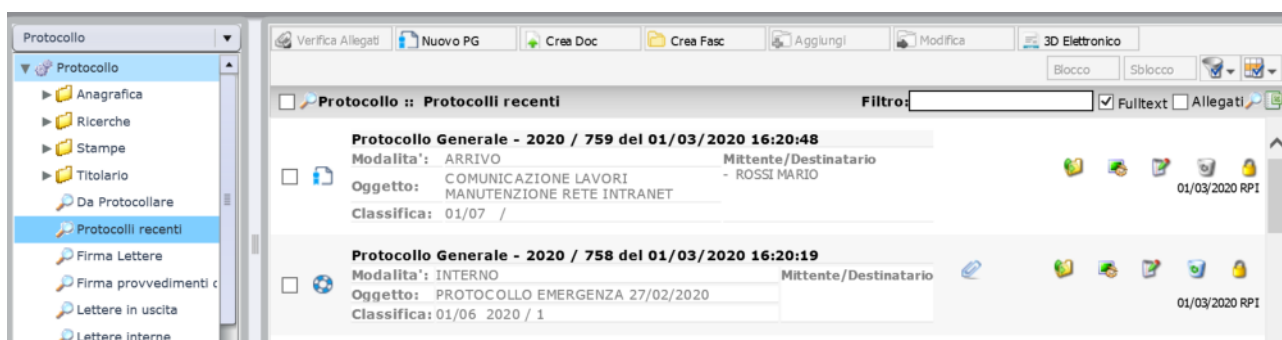 Protocollo
Verifica Allegati Nuovo PG Crea Doc Crea Fasc Aggiungi Modifica 3D Elettronico
Blocco Sblocco
Protocollo
Anagrafica
Ricerche
Stampe
Titolario
Da Protocollare
Protocolli recenti
Firma Lettere
Firma provvedimenti
Lettere in uscita
Lettere interne
Protocollo :: Protocolli recenti Filtro: Fulltext Allegati
Protocollo Generale - 2020 / 759 del 01/03/2020 16:20:48
Modalita': ARRIVO Mittente/Destinatario
- ROSSI MARIO
Oggetto: COMUNICAZIONE LAVORI
MANUTENZIONE RETE INTRANET
Classifica: 01/07 /
01/03/2020 RPI
Protocollo Generale - 2020 / 758 del 01/03/2020 16:20:19
Modalita': INTERNO Mittente/Destinatario
Oggetto: PROTOCOLLO EMERGENZA 27/02/2020
Classifica: 01/06 2020 / 1
01/03/2020 RPI